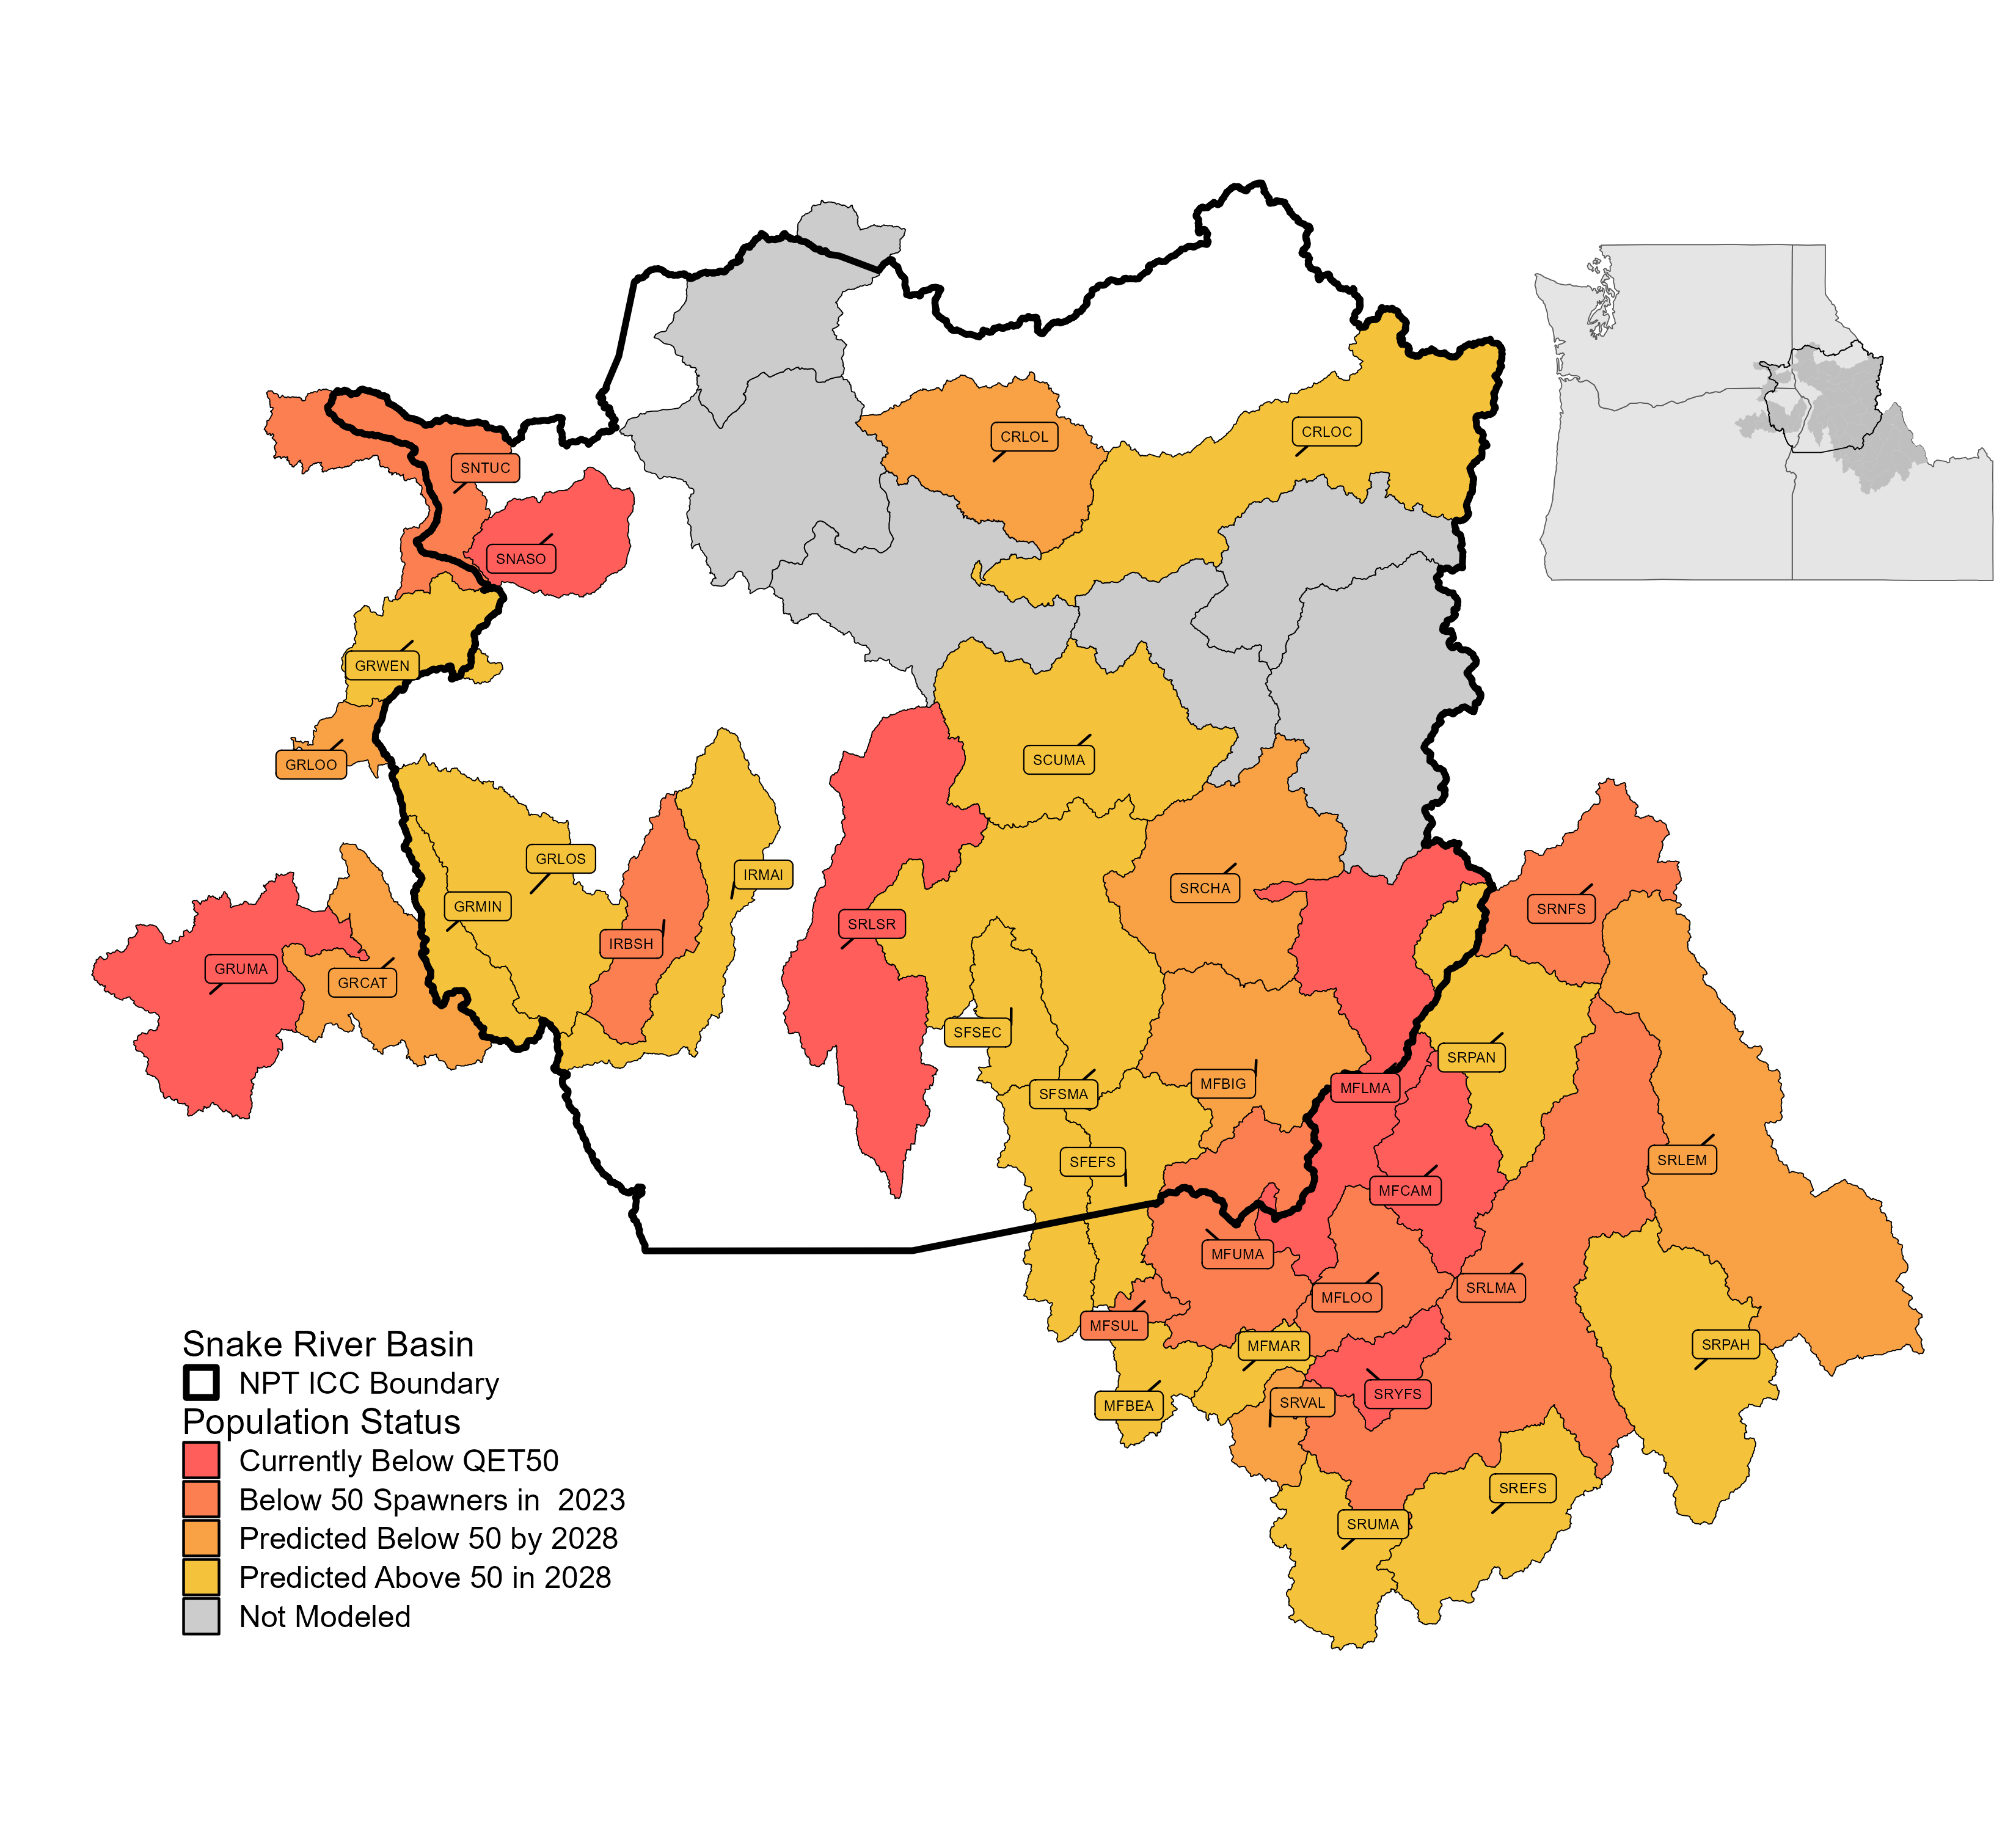 CRLOC
CRLOL
SNTUC
SNASO
GRWEN
SCUMA
GRLOO
GRLOS
IRMAI
SRCHA
GRMIN
SRNFS
SRLSR
IRBSH
GRUMA
GRCAT
SFSEC
SRPAN
MFBIG
MFLMA
SFSMA
SRLEM
SFEFS
MFCAM
MFUMA
SRLMA
MFLOO
MFSUL
MFMAR
SRPAH
SRYFS
SRVAL
MFBEA
SREFS
SRUMA
Snake River Basin
NPT ICC Boundary
Population Status
Currently Below QET50
Below 50 Spawners in  2023
Predicted Below 50 by 2028
Predicted Above 50 in 2028
Not Modeled